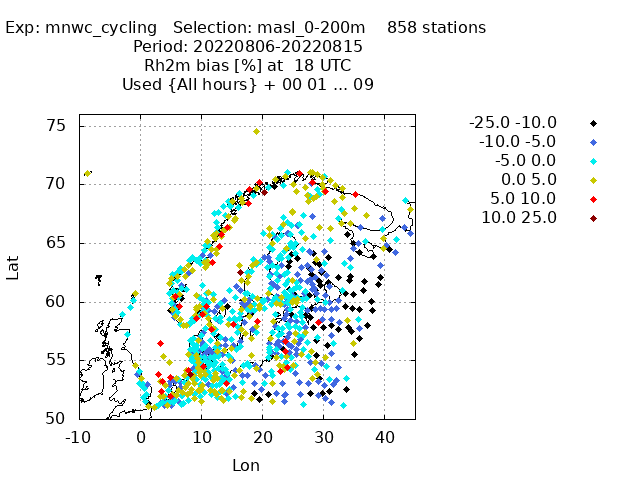 Exp: mnwc_cycling   Selection: masl_0-200m    858 stations
Period: 20220806-20220815
Rh2m bias [%] at  18 UTC
Used {All hours} + 00 01 ... 09
-25.0 -10.0
-10.0 -5.0
-5.0 0.0
0.0 5.0
5.0 10.0
10.0 25.0
75
70
65
60
55
50
Lat
-10 0 10 20 30 40
Lon